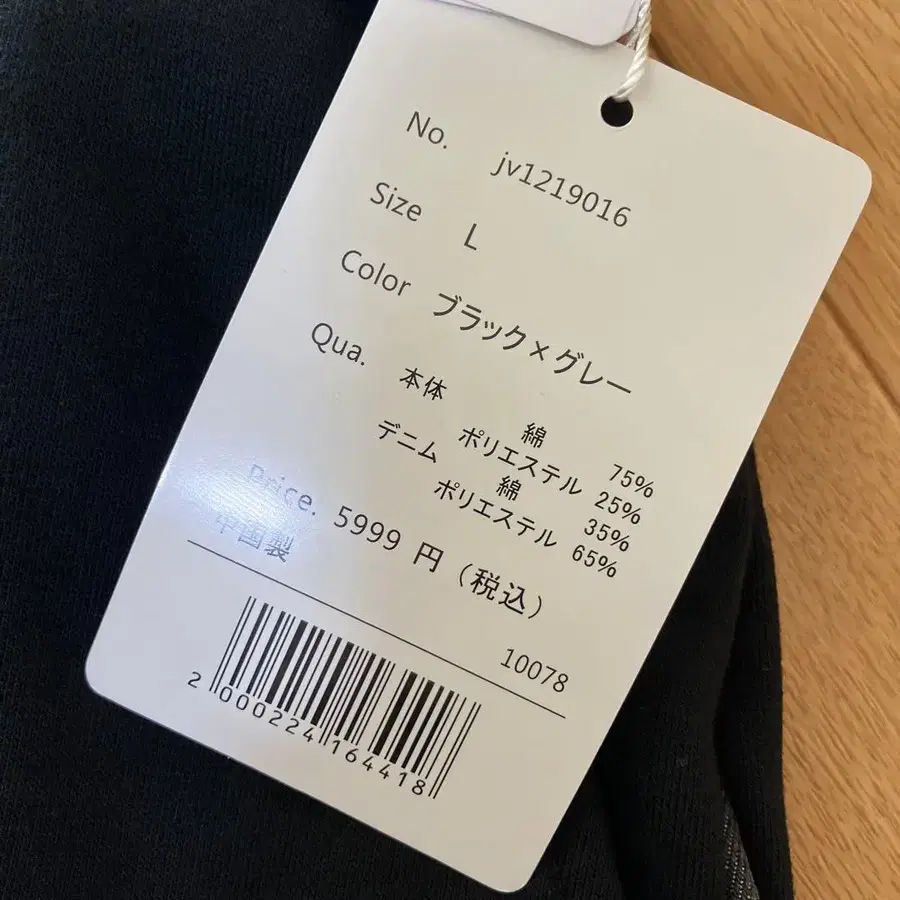 No. jv1219016
Size L
Color ブラック×グレー
Qua. 本体 綿 75%
ポリエステル 25%
デニム 綿 35%
ポリエステル 65%
Price. 5999 円 (税込)
中国製
10078
2 000224 164418